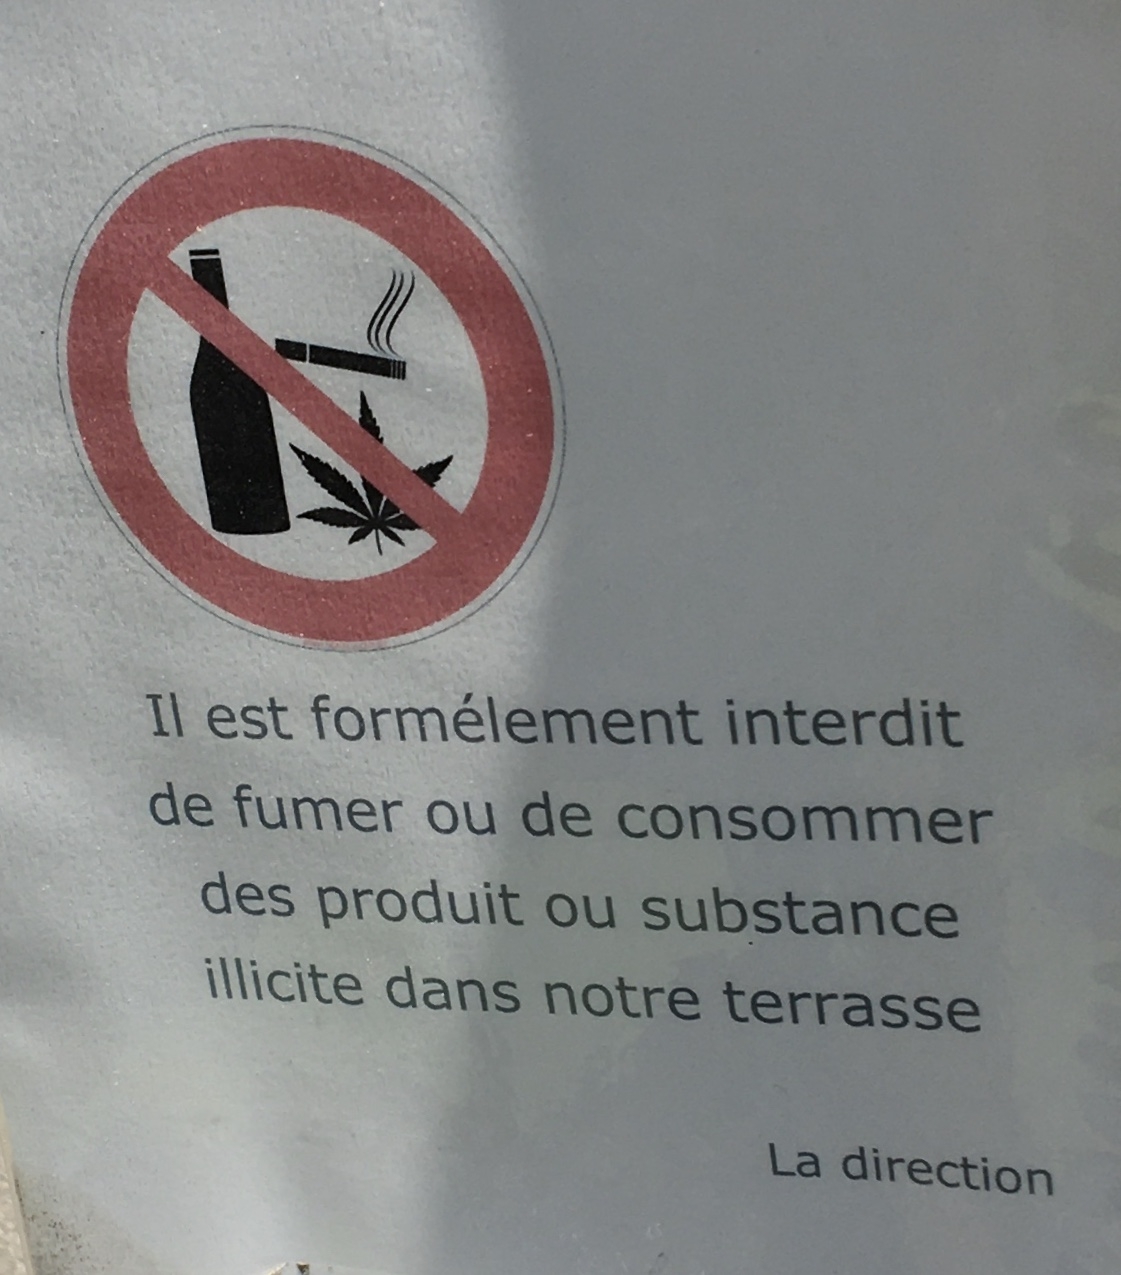 Il est formélement interdit
de fumer ou de consommer
des produit ou substance
illicite dans notre terrasse
La direction